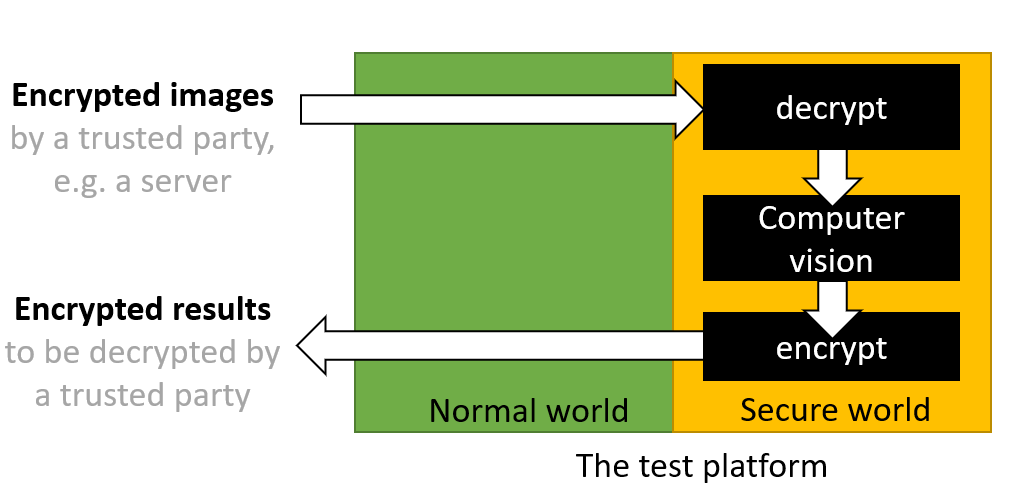 Encrypted images
by a trusted party,
e.g. a server
decrypt
Computer
vision
Encrypted results
to be decrypted by
a trusted party
encrypt
Normal world
Secure world
The test platform